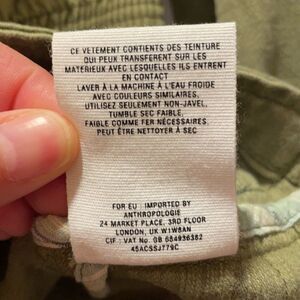 CE VETEMENT CONTIENTS DES TEINTURE
QUI PEUX TRANSFERENT SUR LES
MATERIEUX AVEC LESQUELLES ILS ENTRENT
EN CONTACT
LAVER À LA MACHINE À L'EAU FROIDE
AVEC COULEURS SIMILAIRES,
UTILISEZ SEULEMENT NON-JAVEL,
TUMBLE SEC FAIBLE,
FAIBLE COMME FER NÉCESSAIRES,
PEUT ÊTRE NETTOYER À SEC
FOR EU : IMPORTED BY
ANTHROPOLOGIE
24 MARKET PLACE, 3RD FLOOR
LONDON, UK W1W8AN
CIF : VAT No: GB 684936382
45ACSSJ779C